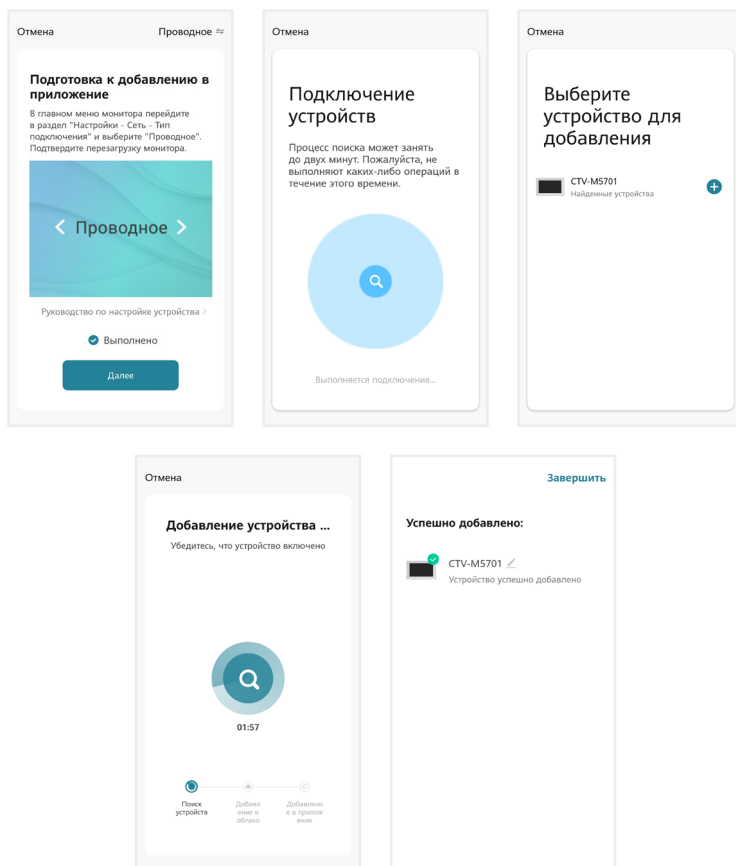 Отмена
Проводное
Подготовка к добавлению в
приложение
В главном меню монитора перейдите
в раздел "Настройки - Сеть - Тип
подключения" и выберите "Проводное".
Подтвердите перезагрузку монитора.
Проводное
Руководство по настройке устройства
Выполнено
Далее
Отмена
Подключение
устройств
Процесс поиска может занять
до двух минут. Пожалуйста, не
выполняют каких-либо операций в
течение этого времени.
Выполняется подключение...
Отмена
Выберите
устройство для
добавления
CTV-M5701
Найденные устройства
Отмена
Добавление устройства ...
Убедитесь, что устройство включено
01:57
Поиск
устройств
Добавл
ение в
облако
Добавлени
е в прилож
ение
Завершить
Успешно добавлено:
CTV-M5701
Устройство успешно добавлено